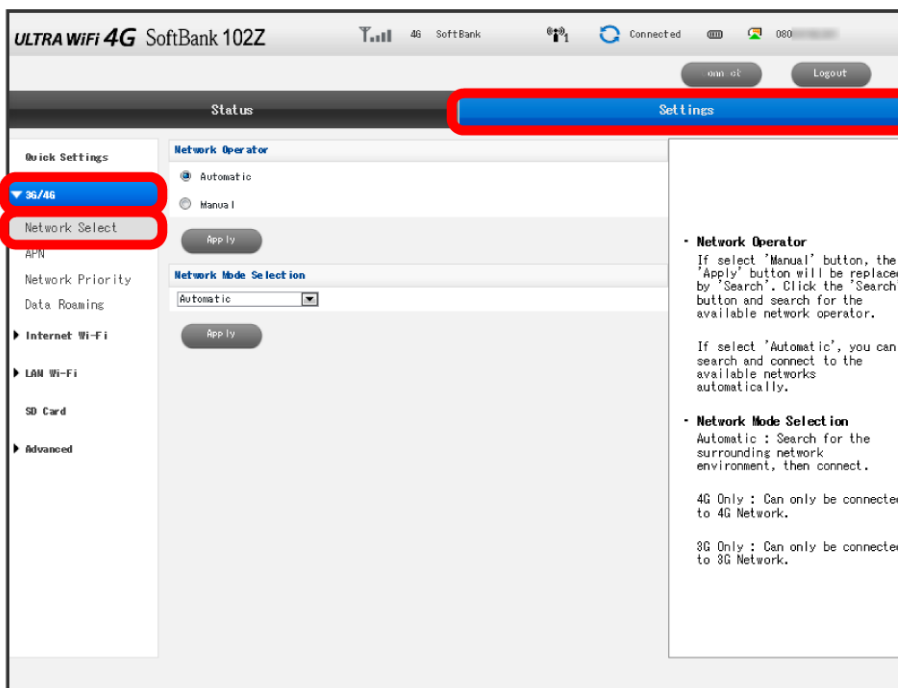 ULTRA WiFi 4G SoftBank 102Z 4G SoftBank 1 Connected 080
Logout
Status Settings
Quick Settings
3G/4G
Network Select
APN
Network Priority
Data Roaming
Internet Wi-Fi
LAN Wi-Fi
SD Card
Advanced
Network Operator
Automatic
Manual
Apply
Network Mode Selection
Automatic
Apply
・ Network Operator
If select 'Manual' button, the
'Apply' button will be replaced
by 'Search'. Click the 'Search'
button and search for the
available network operator.
If select 'Automatic', you can
search and connect to the
available networks
automatically.
・ Network Mode Selection
Automatic : Search for the
surrounding network
environment, then connect.
4G Only : Can only be connected
to 4G Network.
3G Only : Can only be connected
to 3G Network.